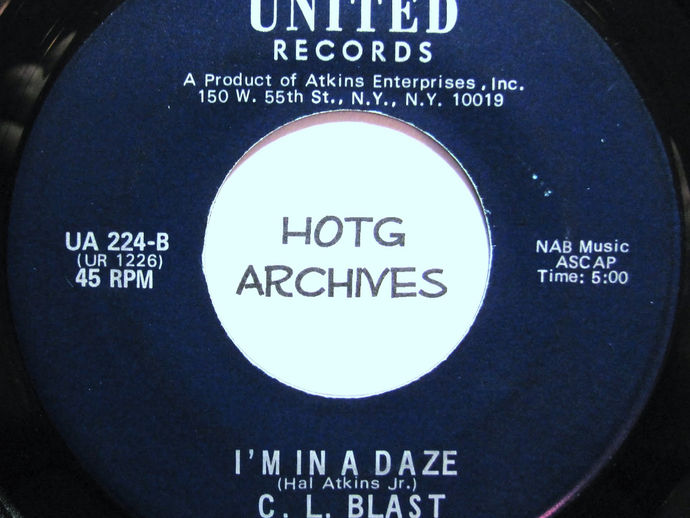 UNITED
RECORDS
A Product of Atkins Enterprises, Inc.
150 W. 55th St., N.Y., N.Y. 10019
UA 224-B
(UR 1226)
45 RPM
HOTG
ARCHIVES
NAB Music
ASCAP
Time: 5:00
I'M IN A DAZE
(Hal Atkins Jr.)
C. L. BLAST